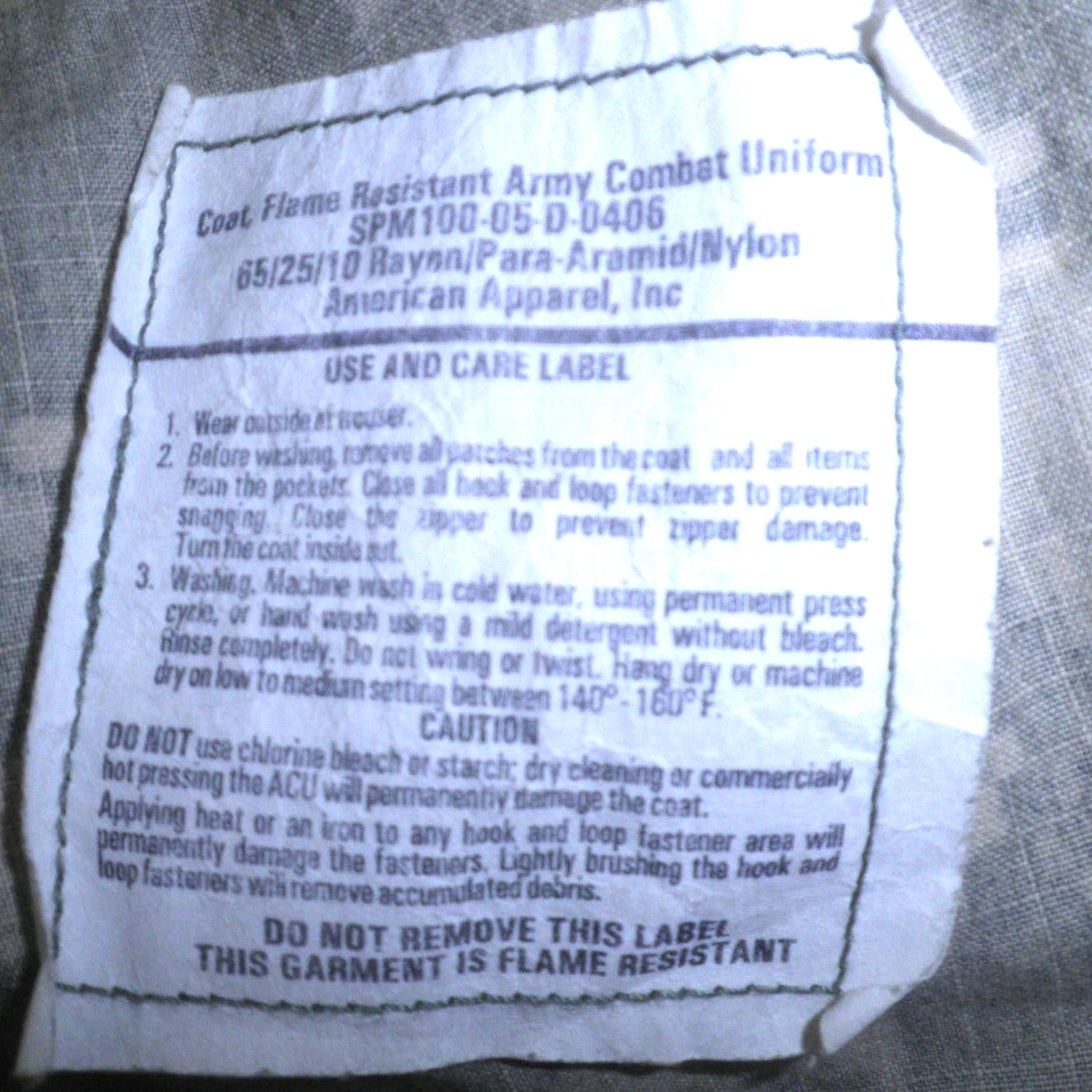 Coat, Flame Resistant Army Combat Uniform
SPM100-05-D-0406
65/25/10 Rayon/Para-Aramid/Nylon
American Apparel, Inc
USE AND CARE LABEL
1. Wear outside of trouser.
2. Before washing, remove all patches from the coat and all items
from the pockets. Close all hook and loop fasteners to prevent
snagging. Close the zipper to prevent zipper damage.
Turn the coat inside out.
3. Washing. Machine wash in cold water, using permanent press
cycle, or hand wash using a mild detergent without bleach.
Rinse completely. Do not wring or twist. Hang dry or machine
dry on low to medium setting between 140° - 160° F.
CAUTION
DO NOT use chlorine bleach or starch; dry cleaning or commercially
hot pressing the ACU will permanently damage the coat.
Applying heat or an iron to any hook and loop fastener area will
permanently damage the fasteners. Lightly brushing the hook and
loop fasteners will remove accumulated debris.
DO NOT REMOVE THIS LABEL
THIS GARMENT IS FLAME RESISTANT